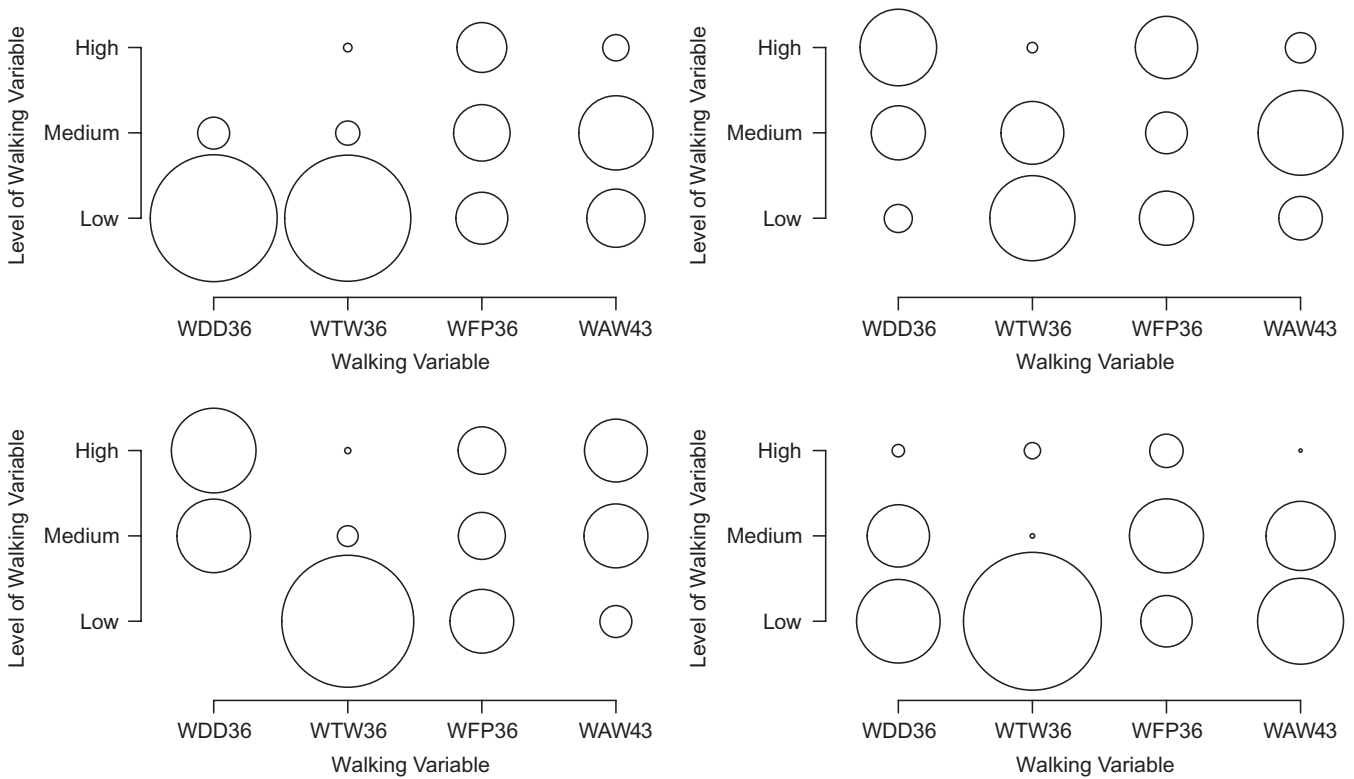 Level of Walking Variable
High
Medium
Low
WDD36 WTW36 WFP36 WAW43
Walking Variable
Level of Walking Variable
High
Medium
Low
WDD36 WTW36 WFP36 WAW43
Walking Variable
Level of Walking Variable
High
Medium
Low
WDD36 WTW36 WFP36 WAW43
Walking Variable
Level of Walking Variable
High
Medium
Low
WDD36 WTW36 WFP36 WAW43
Walking Variable